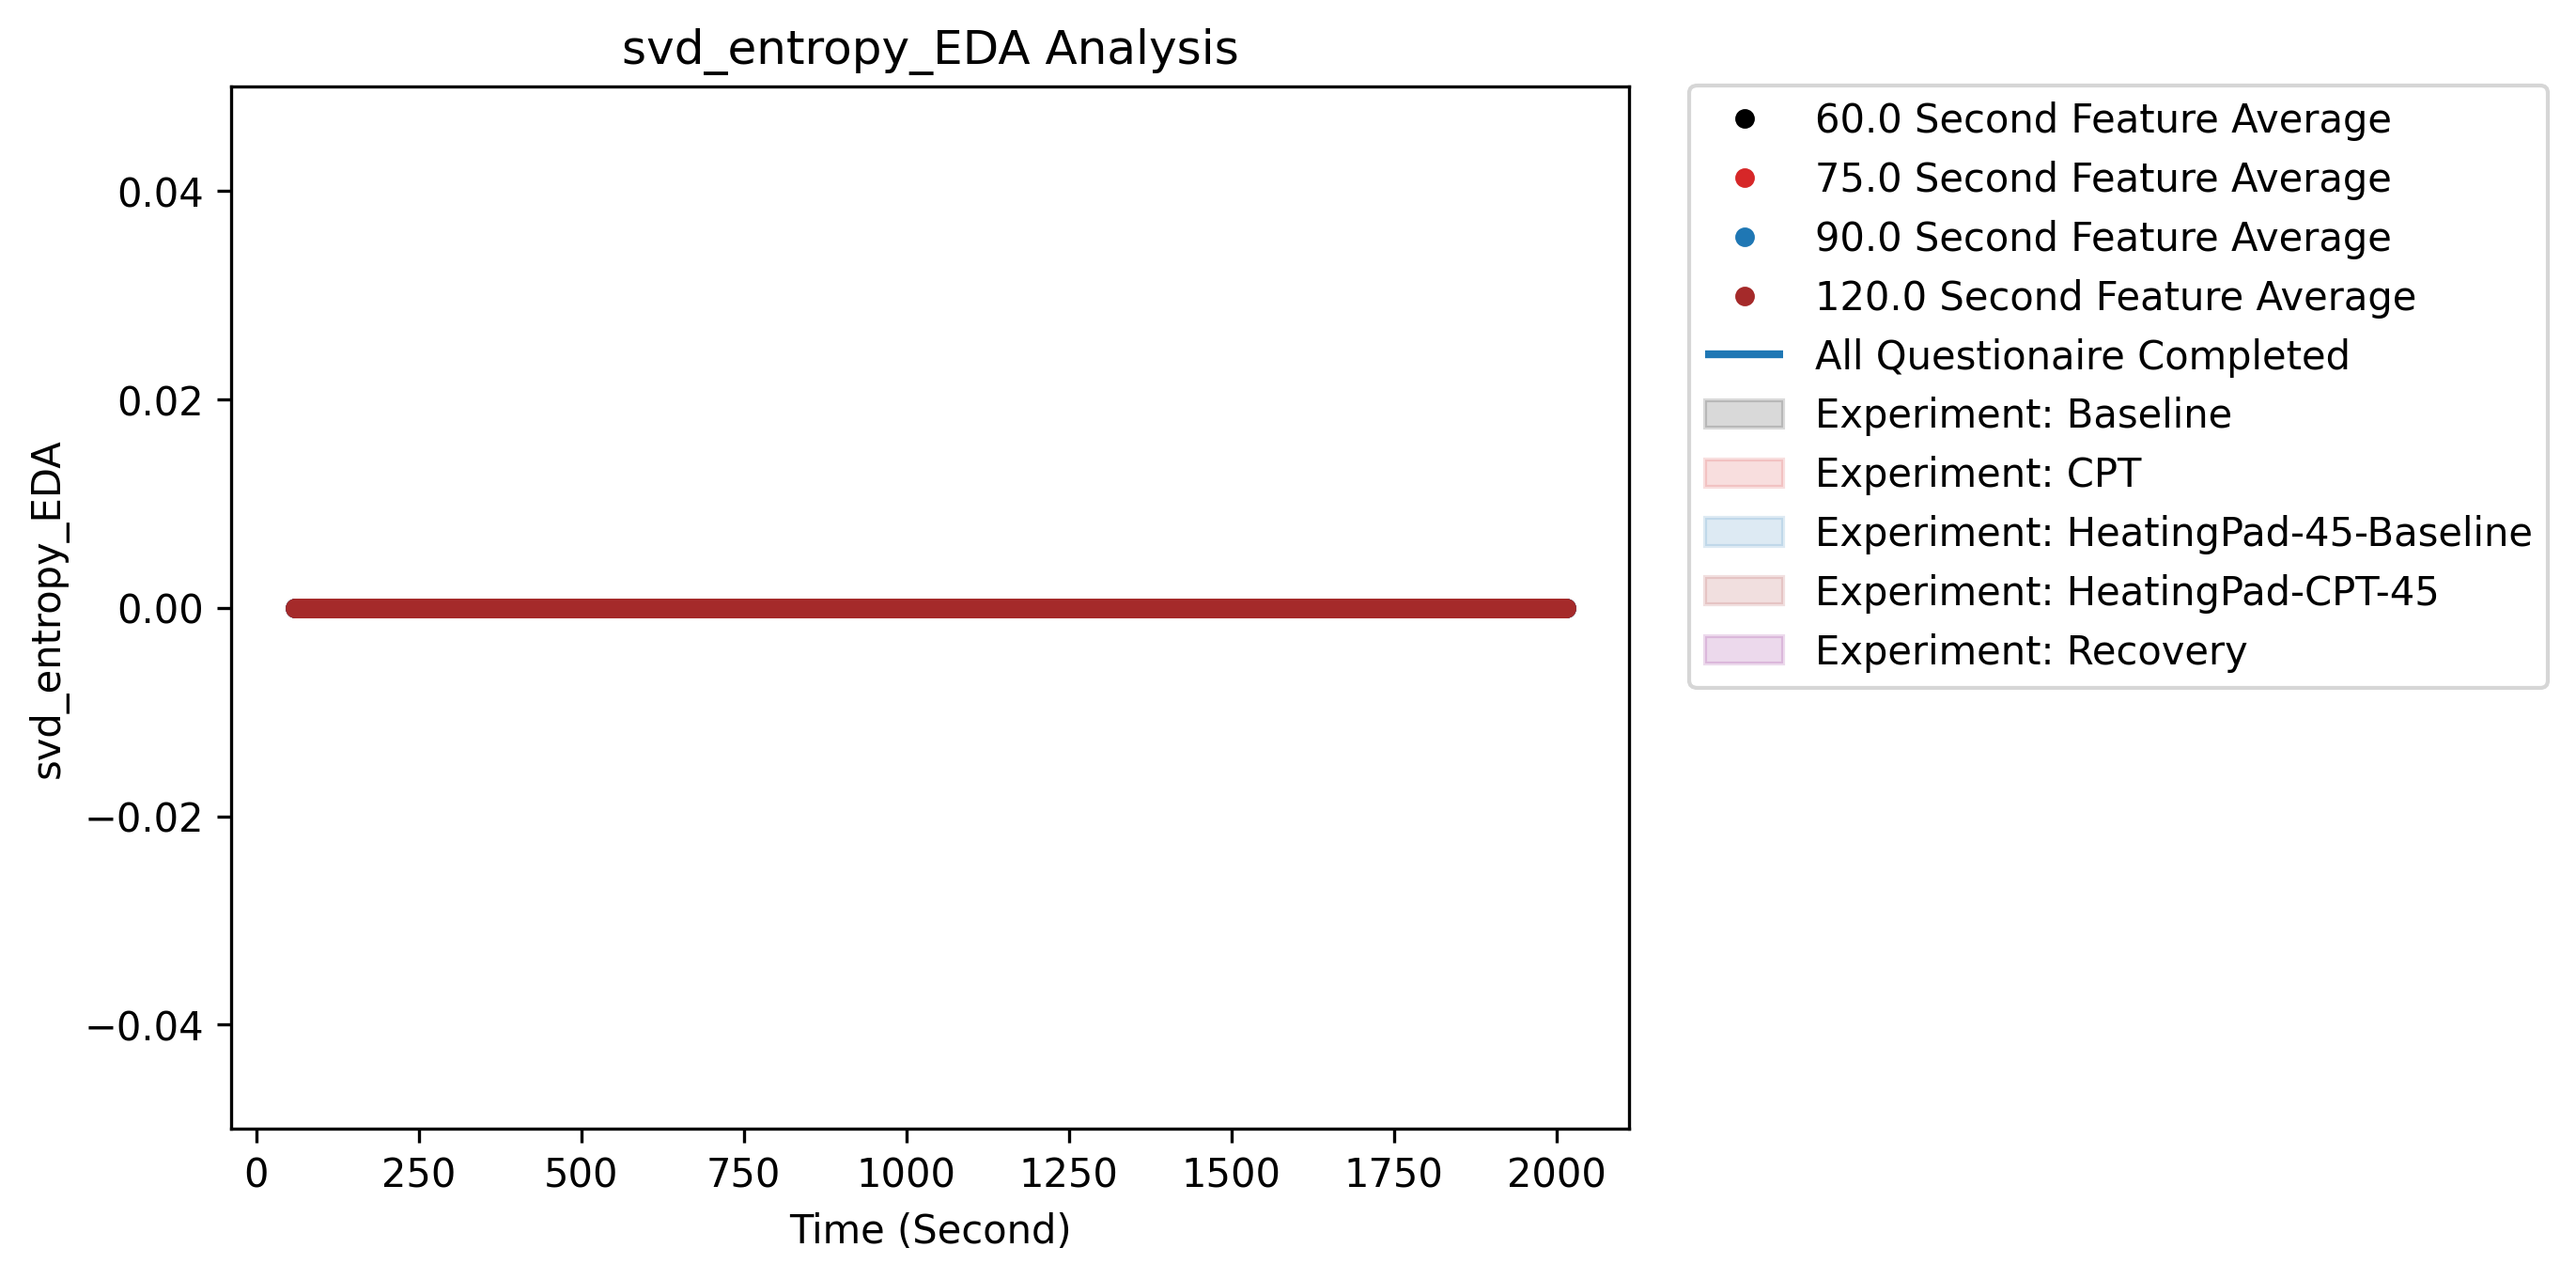 svd_entropy_EDA Analysis
svd_entropy_EDA
0.04
0.02
0.00
−0.02
−0.04
0 250 500 750 1000 1250 1500 1750 2000
Time (Second)
60.0 Second Feature Average
75.0 Second Feature Average
90.0 Second Feature Average
120.0 Second Feature Average
All Questionaire Completed
Experiment: Baseline
Experiment: CPT
Experiment: HeatingPad-45-Baseline
Experiment: HeatingPad-CPT-45
Experiment: Recovery